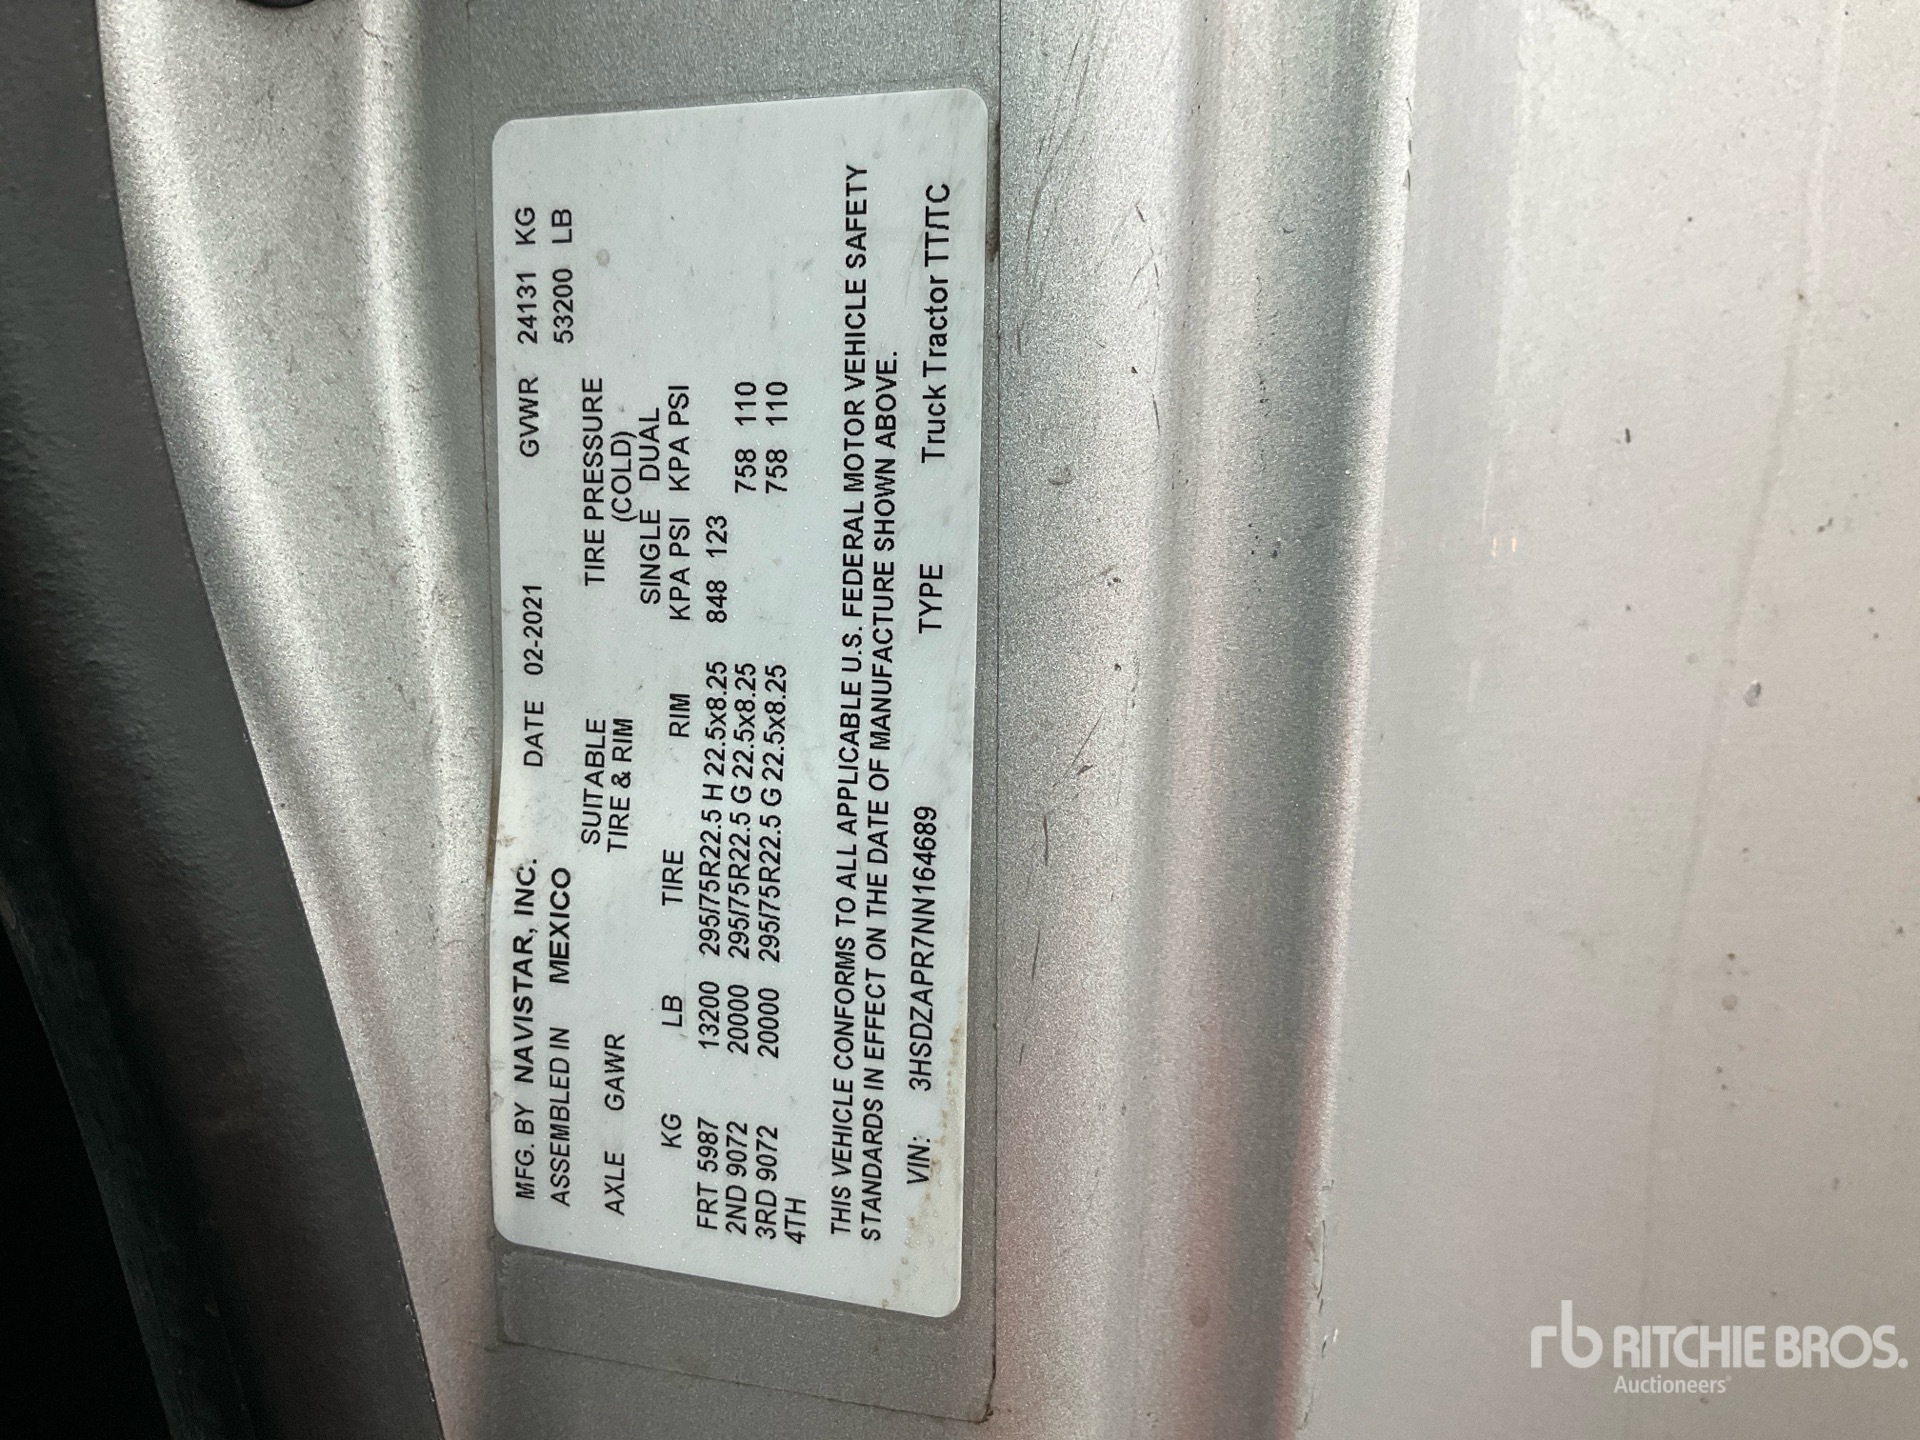 MFG. BY NAVISTAR, INC. DATE 02-2021 GVWR 24131 KG
ASSEMBLED IN MEXICO 53200 LB
SUITABLE TIRE PRESSURE
AXLE GAWR TIRE & RIM (COLD)
SINGLE DUAL
KG LB TIRE RIM KPA PSI KPA PSI
FRT 5987 13200 295/75R22.5 H 22.5x8.25 848 123
2ND 9072 20000 295/75R22.5 G 22.5x8.25 758 110
3RD 9072 20000 295/75R22.5 G 22.5x8.25 758 110
4TH
THIS VEHICLE CONFORMS TO ALL APPLICABLE U.S. FEDERAL MOTOR VEHICLE SAFETY
STANDARDS IN EFFECT ON THE DATE OF MANUFACTURE SHOWN ABOVE.
VIN: 3HSDZAPR7NN164689 TYPE Truck Tractor TT/TC
rb RITCHIE BROS.
Auctioneers